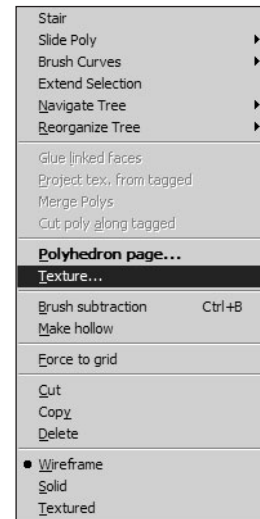 Stair
Slide Poly
Brush Curves
Extend Selection
Navigate Tree
Reorganize Tree
Glue linked faces
Project tex. from tagged
Merge Polys
Cut poly along tagged
Polyhedron page...
Texture...
Brush subtraction Ctrl+B
Make hollow
Force to grid
Cut
Copy
Delete
Wireframe
Solid
Textured